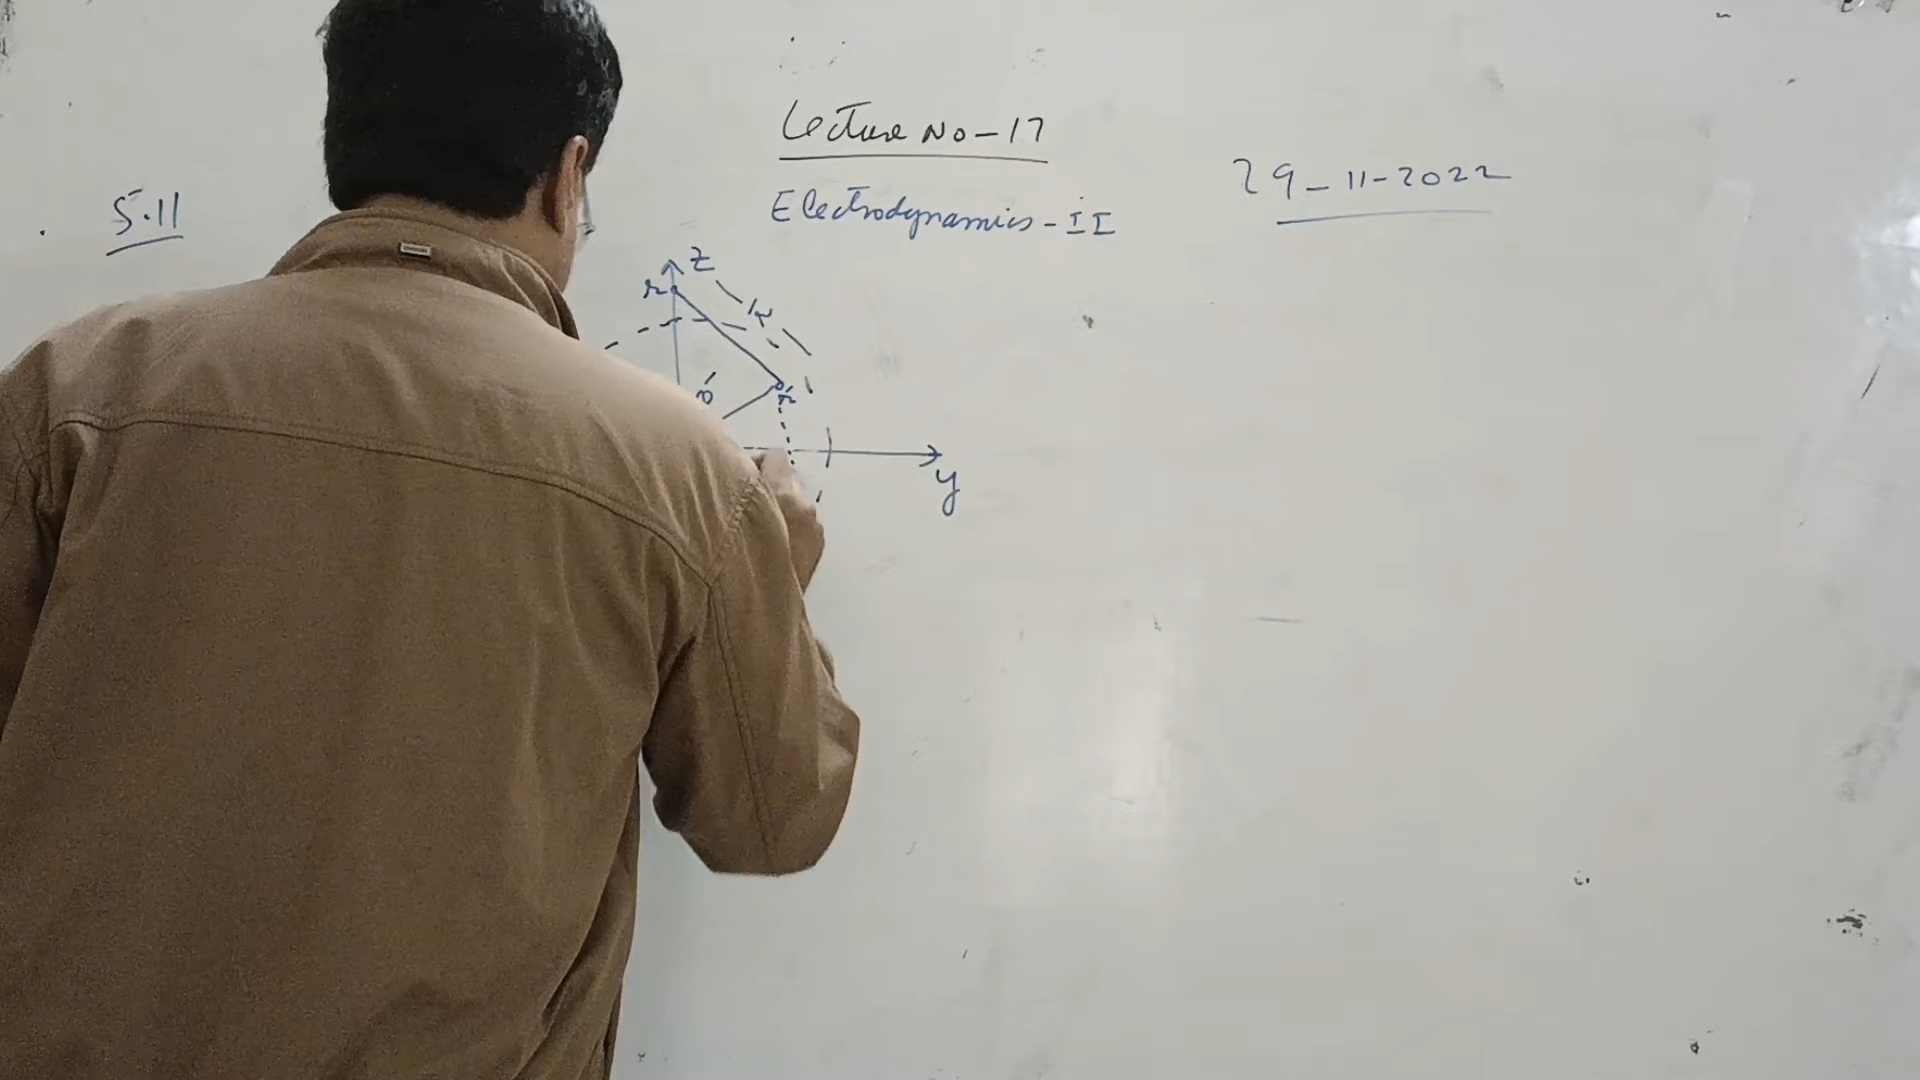 Lecture No-17
29-11-2022
5.11
Electrodynamics-II
z
r
r
θ'
r'
y